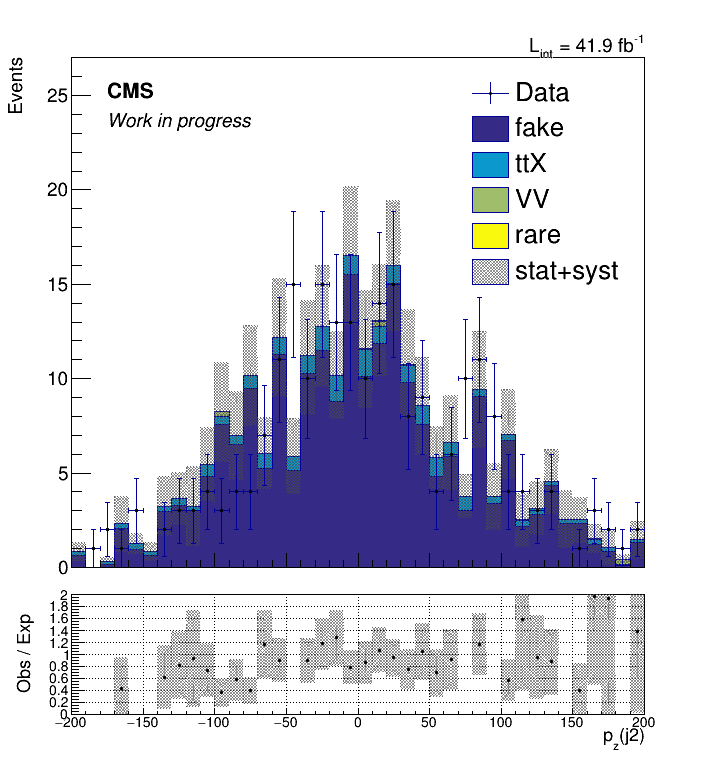 L_int = 41.9 fb^-1
Events
CMS
Work in progress
Data
fake
ttX
VV
rare
stat+syst
25
20
15
10
5
0
Obs / Exp
2
1.8
1.6
1.4
1.2
1
0.8
0.6
0.4
0.2
0
−200 −150 −100 −50 0 50 100 150 200
p_z(j2)